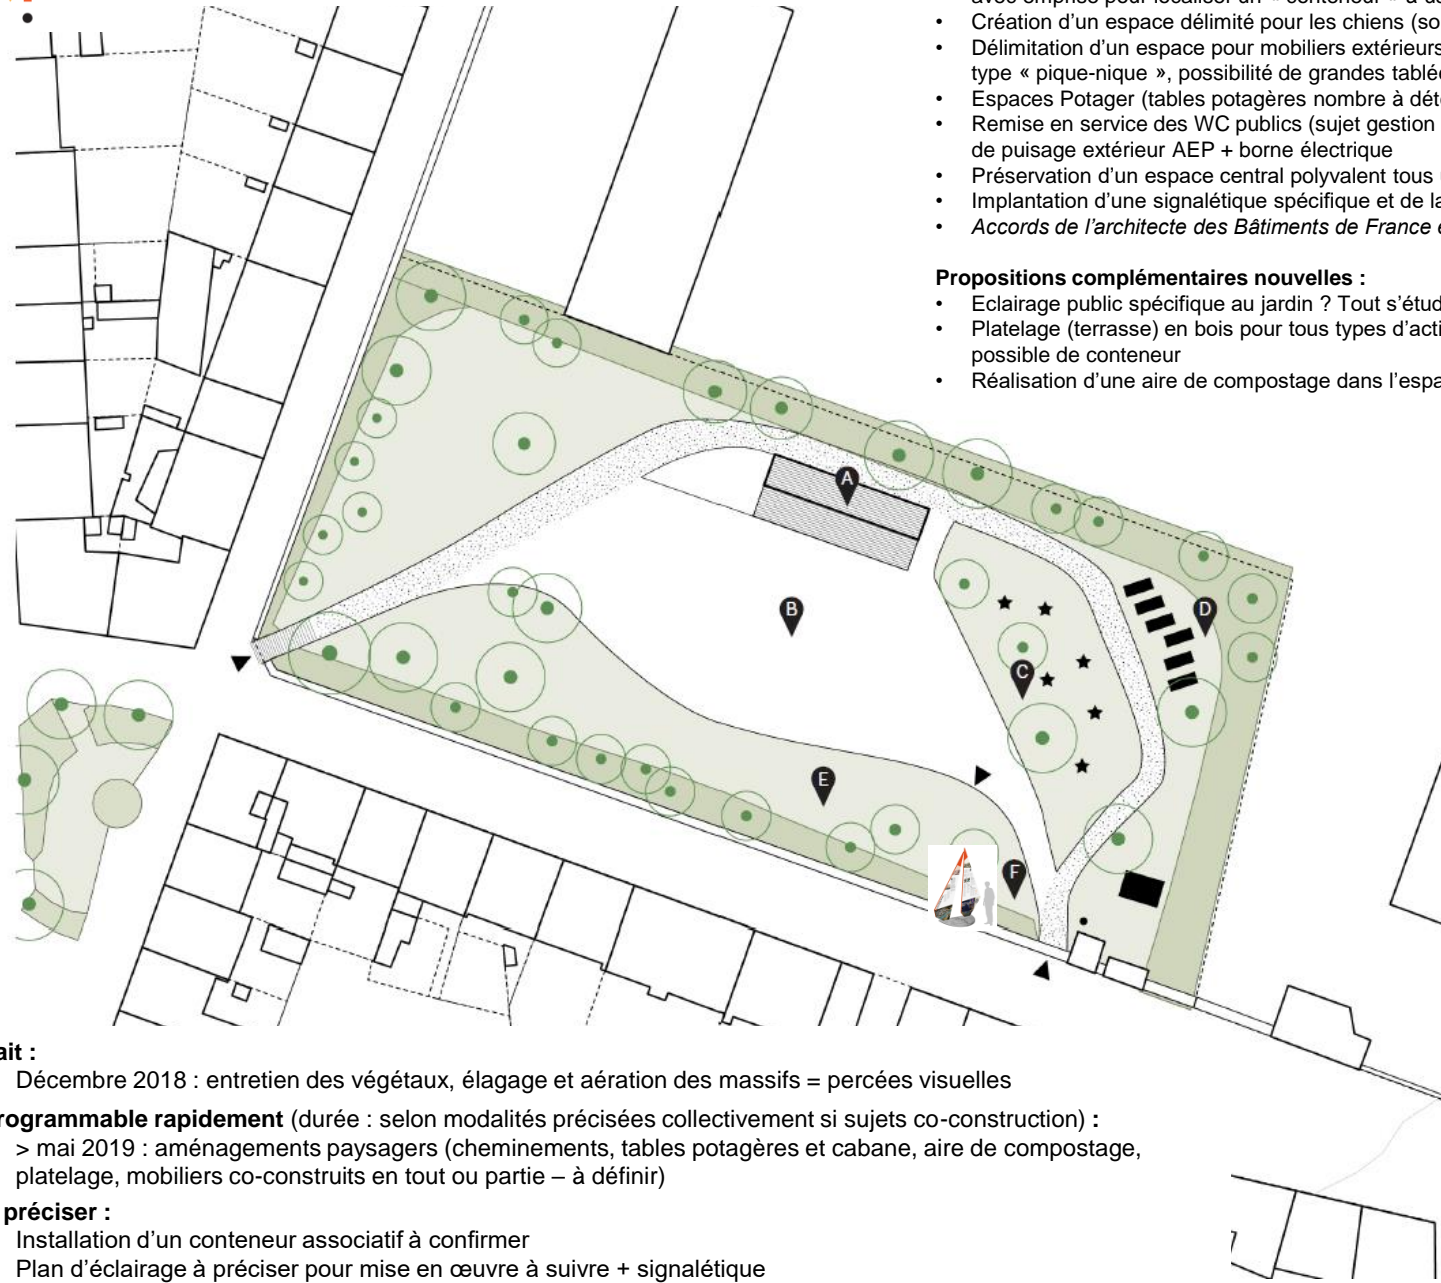 • Création d’un espace délimité pour les chiens (so
• Délimitation d’un espace pour mobiliers extérieurs
type « pique-nique », possibilité de grandes tablé
• Espaces Potager (tables potagères nombre à dét
• Remise en service des WC publics (sujet gestion
de puisage extérieur AEP + borne électrique
• Préservation d’un espace central polyvalent tous
• Implantation d’une signalétique spécifique et de la
• Accords de l’architecte des Bâtiments de France e
Propositions complémentaires nouvelles :
• Eclairage public spécifique au jardin ? Tout s’étud
• Platelage (terrasse) en bois pour tous types d’acti
possible de conteneur
• Réalisation d’une aire de compostage dans l’espa
A
B
D
C
E
F
ait :
Décembre 2018 : entretien des végétaux, élagage et aération des massifs = percées visuelles
rogrammable rapidement (durée : selon modalités précisées collectivement si sujets co-construction) :
> mai 2019 : aménagements paysagers (cheminements, tables potagères et cabane, aire de compostage,
platelage, mobiliers co-construits en tout ou partie – à définir)
préciser :
Installation d’un conteneur associatif à confirmer
Plan d’éclairage à préciser pour mise en œuvre à suivre + signalétique